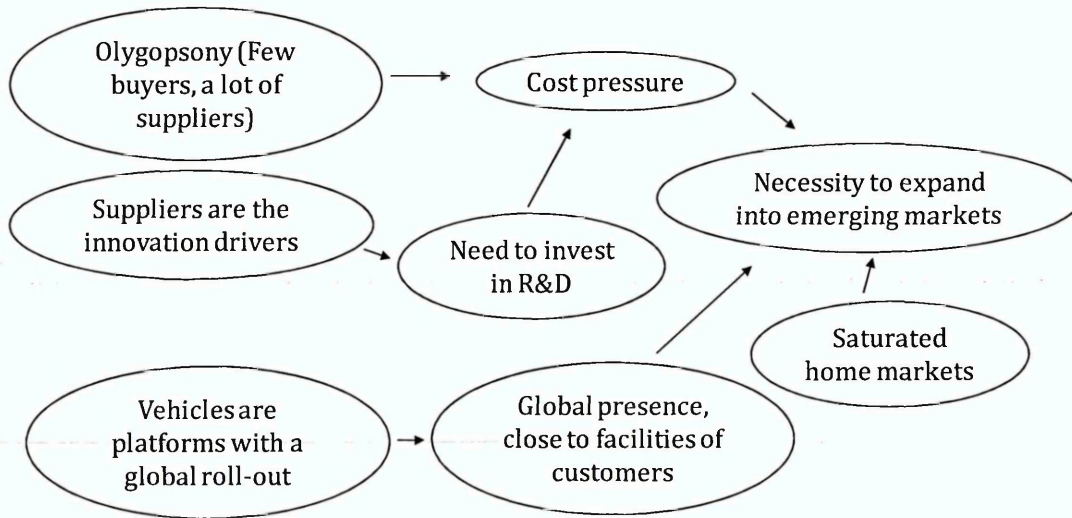 Olygopsony (Few
buyers, a lot of
suppliers)
Cost pressure
Necessity to expand
into emerging markets
Suppliers are the
innovation drivers
Need to invest
in R&D
Saturated
home markets
Vehicles are
platforms with a
global roll-out
Global presence,
close to facilities of
customers